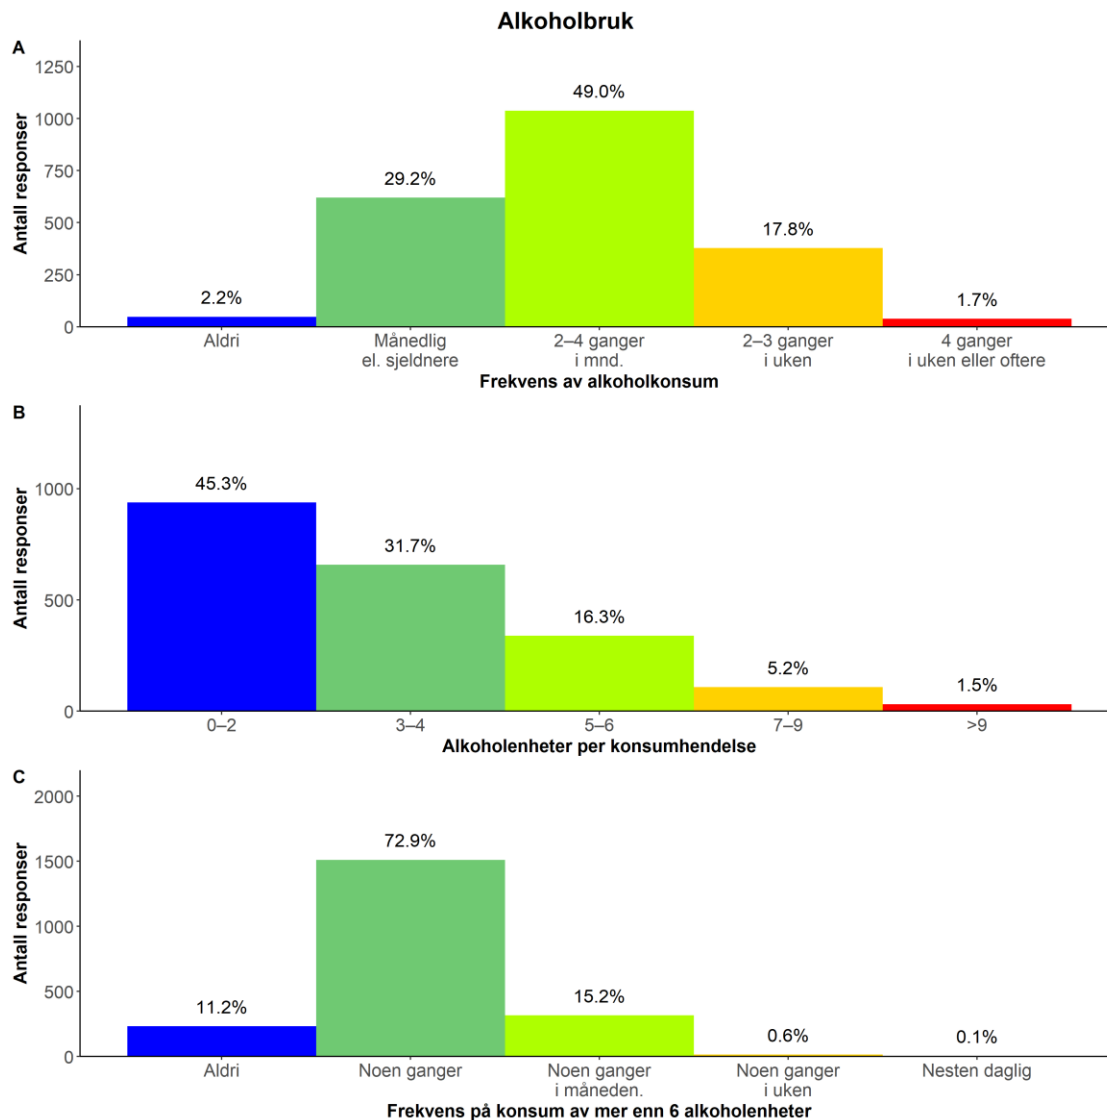 Alkoholbruk
A
Antall responser
1250
1000
750
500
250
0
2.2%
29.2%
49.0%
17.8%
1.7%
Aldri
Månedlig
el. sjeldnere
2–4 ganger
i mnd.
2–3 ganger
i uken
4 ganger
i uken eller oftere
Frekvens av alkoholkonsum
B
Antall responser
1000
500
0
45.3%
31.7%
16.3%
5.2%
1.5%
0–2
3–4
5–6
7–9
>9
Alkoholenheter per konsumhendelse
C
Antall responser
2000
1500
1000
500
0
11.2%
72.9%
15.2%
0.6%
0.1%
Aldri
Noen ganger
Noen ganger
i måneden.
Noen ganger
i uken
Nesten daglig
Frekvens på konsum av mer enn 6 alkoholenheter